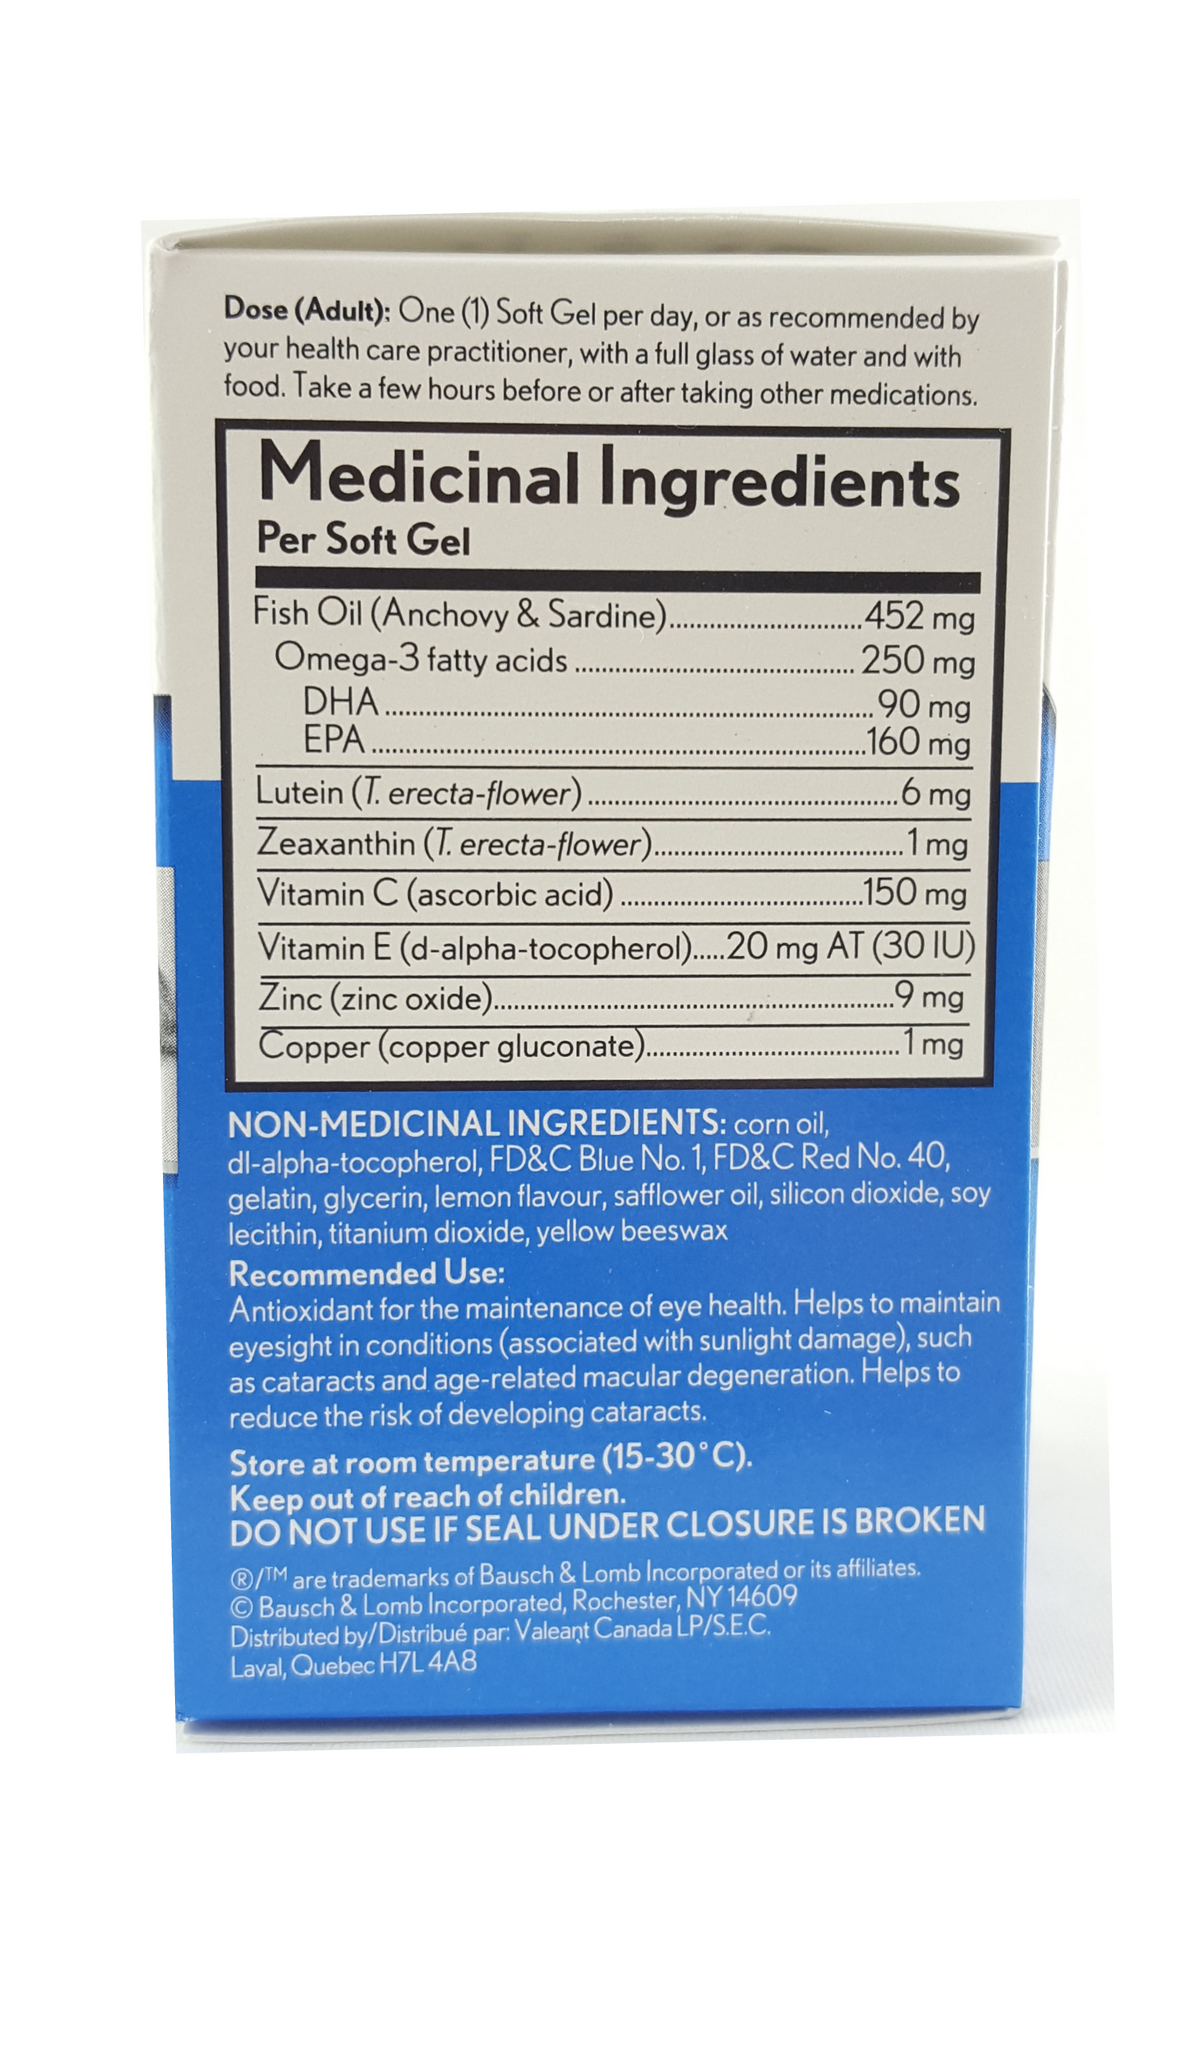 Dose (Adult): One (1) Soft Gel per day, or as recommended by
your health care practitioner, with a full glass of water and with
food. Take a few hours before or after taking other medications.
Medicinal Ingredients
Per Soft Gel
Fish Oil (Anchovy & Sardine)............................452 mg
Omega-3 fatty acids ........................................ 250 mg
DHA......................................................................90 mg
EPA......................................................................160 mg
Lutein (T. erecta-flower) ............................................6 mg
Zeaxanthin (T. erecta-flower)...................................1 mg
Vitamin C (ascorbic acid) ...................................150 mg
Vitamin E (d-alpha-tocopherol).....20 mg AT (30 IU)
Zinc (zinc oxide).........................................................9 mg
Copper (copper gluconate)....................................1 mg
NON-MEDICINAL INGREDIENTS: corn oil,
dl-alpha-tocopherol, FD&C Blue No. 1, FD&C Red No. 40,
gelatin, glycerin, lemon flavour, safflower oil, silicon dioxide, soy
lecithin, titanium dioxide, yellow beeswax
Recommended Use:
Antioxidant for the maintenance of eye health. Helps to maintain
eyesight in conditions (associated with sunlight damage), such
as cataracts and age-related macular degeneration. Helps to
reduce the risk of developing cataracts.
Store at room temperature (15-30°C).
Keep out of reach of children.
DO NOT USE IF SEAL UNDER CLOSURE IS BROKEN
®/™ are trademarks of Bausch & Lomb Incorporated or its affiliates.
© Bausch & Lomb Incorporated, Rochester, NY 14609
Distributed by/Distribué par: Valeant Canada LP/S.E.C.
Laval, Quebec H7L 4A8